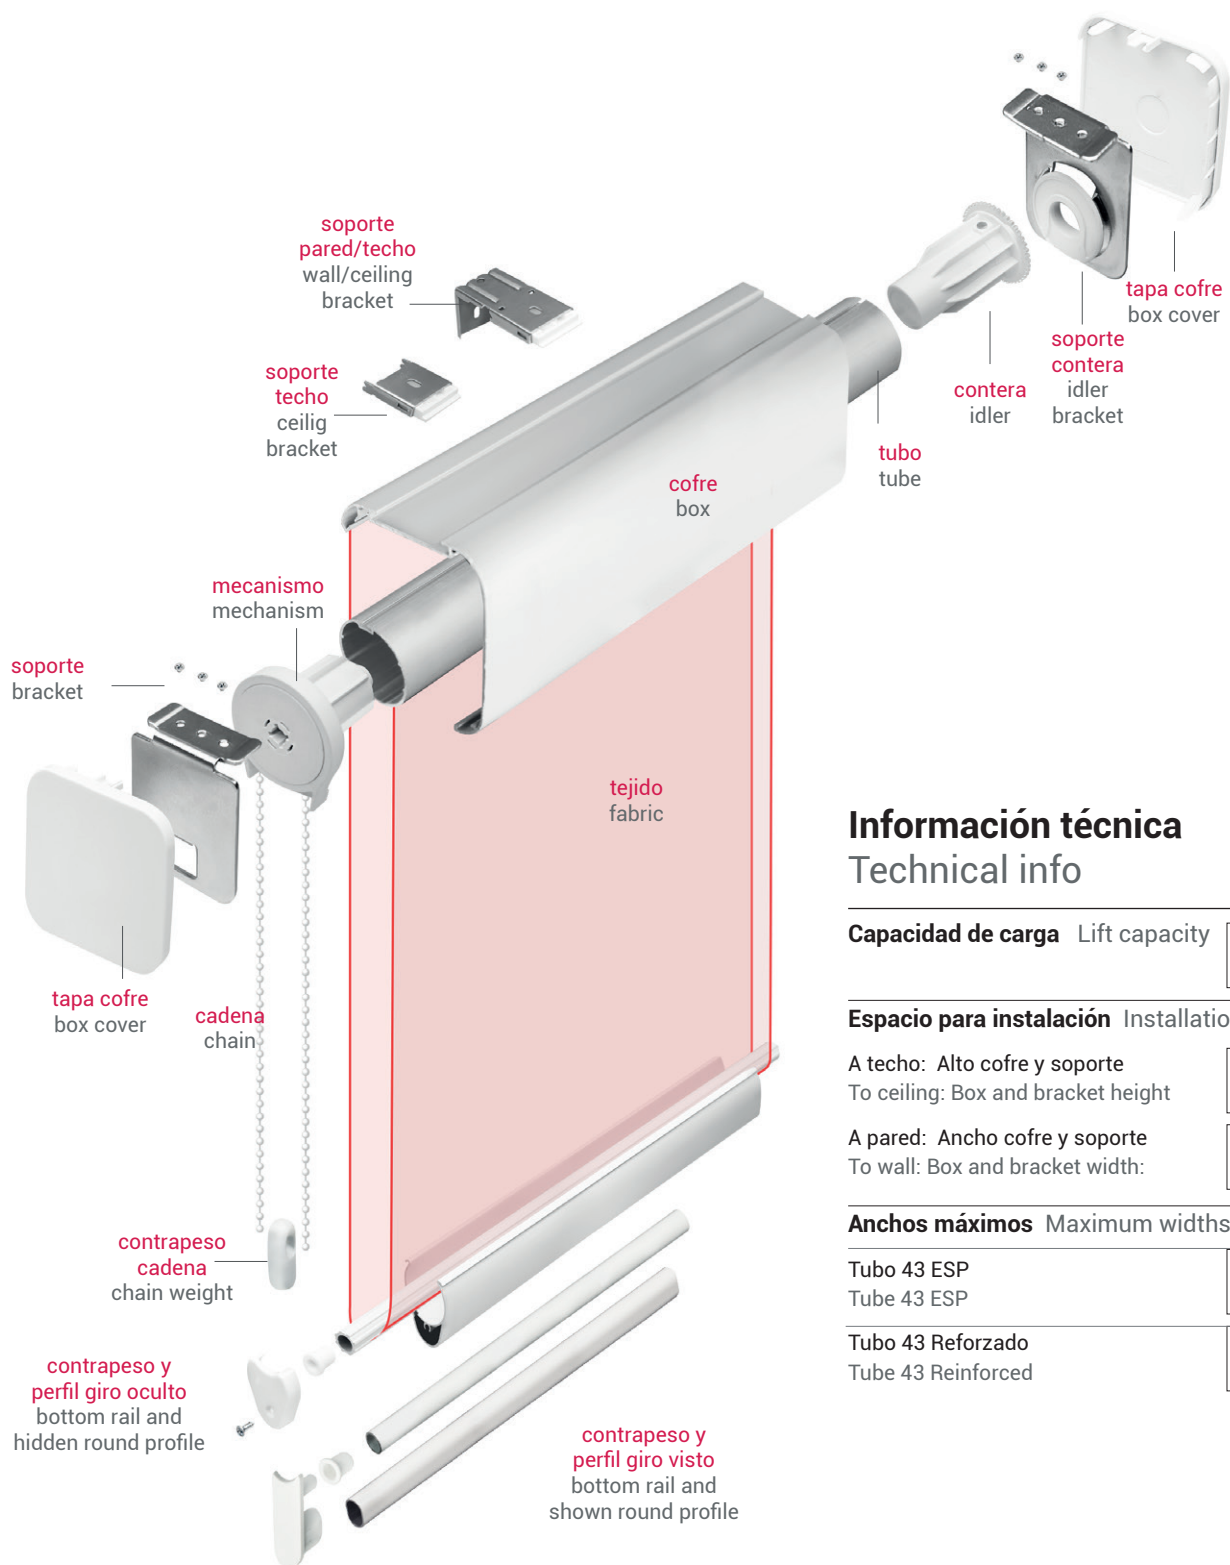 soporte
pared/techo
wall/ceiling
bracket
soporte
techo
ceilig
bracket
tapa cofre
box cover
soporte
contera
idler
bracket
contera
idler
tubo
tube
cofre
box
mecanismo
mechanism
soporte
bracket
tejido
fabric
tapa cofre
box cover
cadena
chain
contrapeso
cadena
chain weight
contrapeso y
perfil giro oculto
bottom rail and
hidden round profile
contrapeso y
perfil giro visto
bottom rail and
shown round profile
Información técnica
Technical info
Capacidad de carga Lift capacity
Espacio para instalación Installatio
A techo: Alto cofre y soporte
To ceiling: Box and bracket height
A pared: Ancho cofre y soporte
To wall: Box and bracket width:
Anchos máximos Maximum widths
Tubo 43 ESP
Tube 43 ESP
Tubo 43 Reforzado
Tube 43 Reinforced